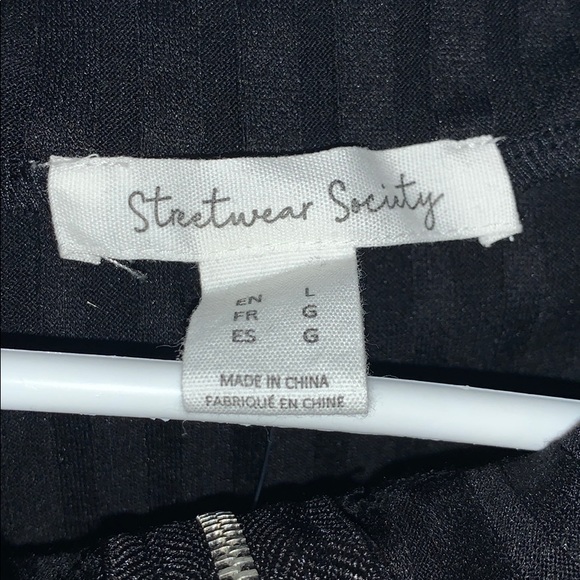 Streetwear Society
EN L
FR G
ES G
MADE IN CHINA
FABRIQUÉ EN CHINE